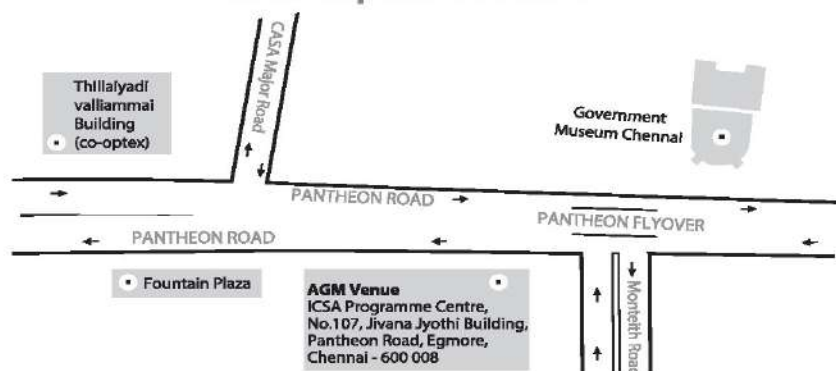 CASA Major Road
Thillaiyadi
valliammai
Building
(co-optex)
Government
Museum Chennai
PANTHEON ROAD
PANTHEON FLYOVER
PANTHEON ROAD
Fountain Plaza
AGM Venue
ICSA Programme Centre,
No.107, Jivana Jyothi Building,
Pantheon Road, Egmore,
Chennai - 600 008
Monteith Road